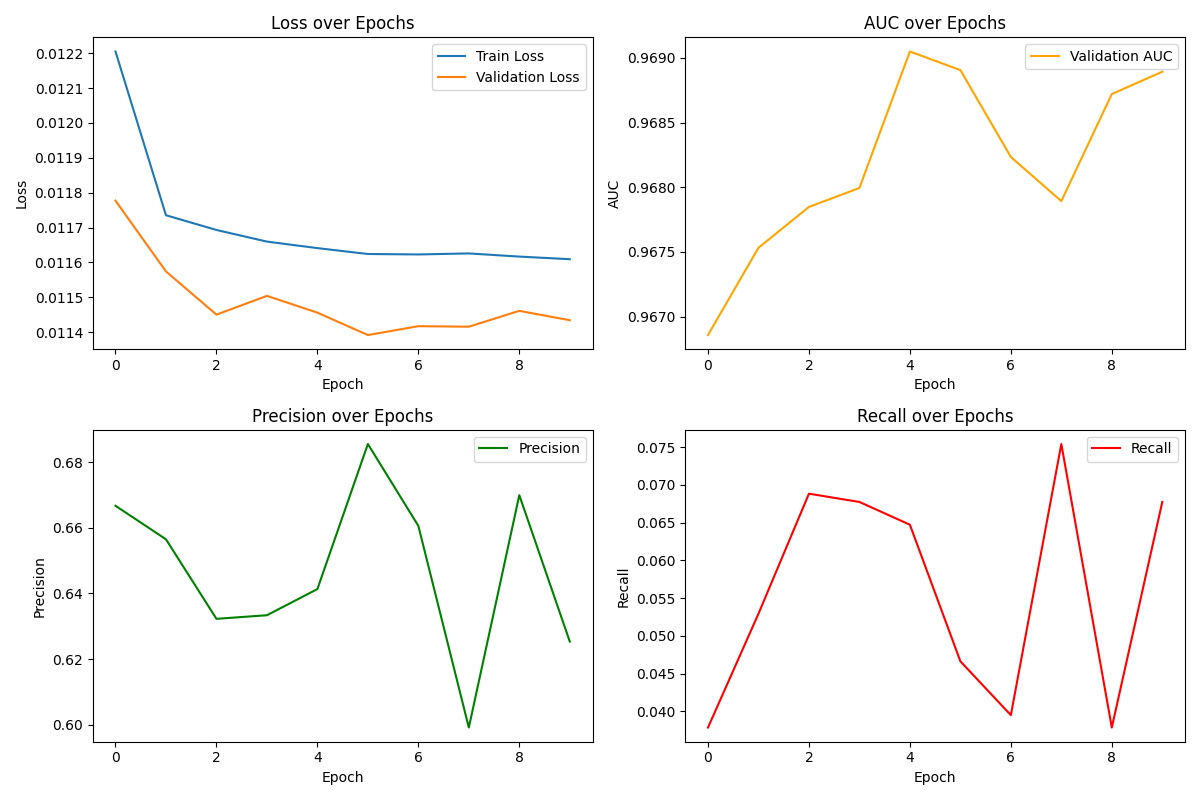 Loss over Epochs
0.0122
0.0121
0.0120
0.0119
0.0118
0.0117
0.0116
0.0115
0.0114
Loss
Train Loss
Validation Loss
0 2 4 6 8
Epoch
AUC over Epochs
0.9690
0.9685
0.9680
0.9675
0.9670
AUC
Validation AUC
0 2 4 6 8
Epoch
Precision over Epochs
0.68
0.66
0.64
0.62
0.60
Precision
Precision
0 2 4 6 8
Epoch
Recall over Epochs
0.075
0.070
0.065
0.060
0.055
0.050
0.045
0.040
Recall
Recall
0 2 4 6 8
Epoch